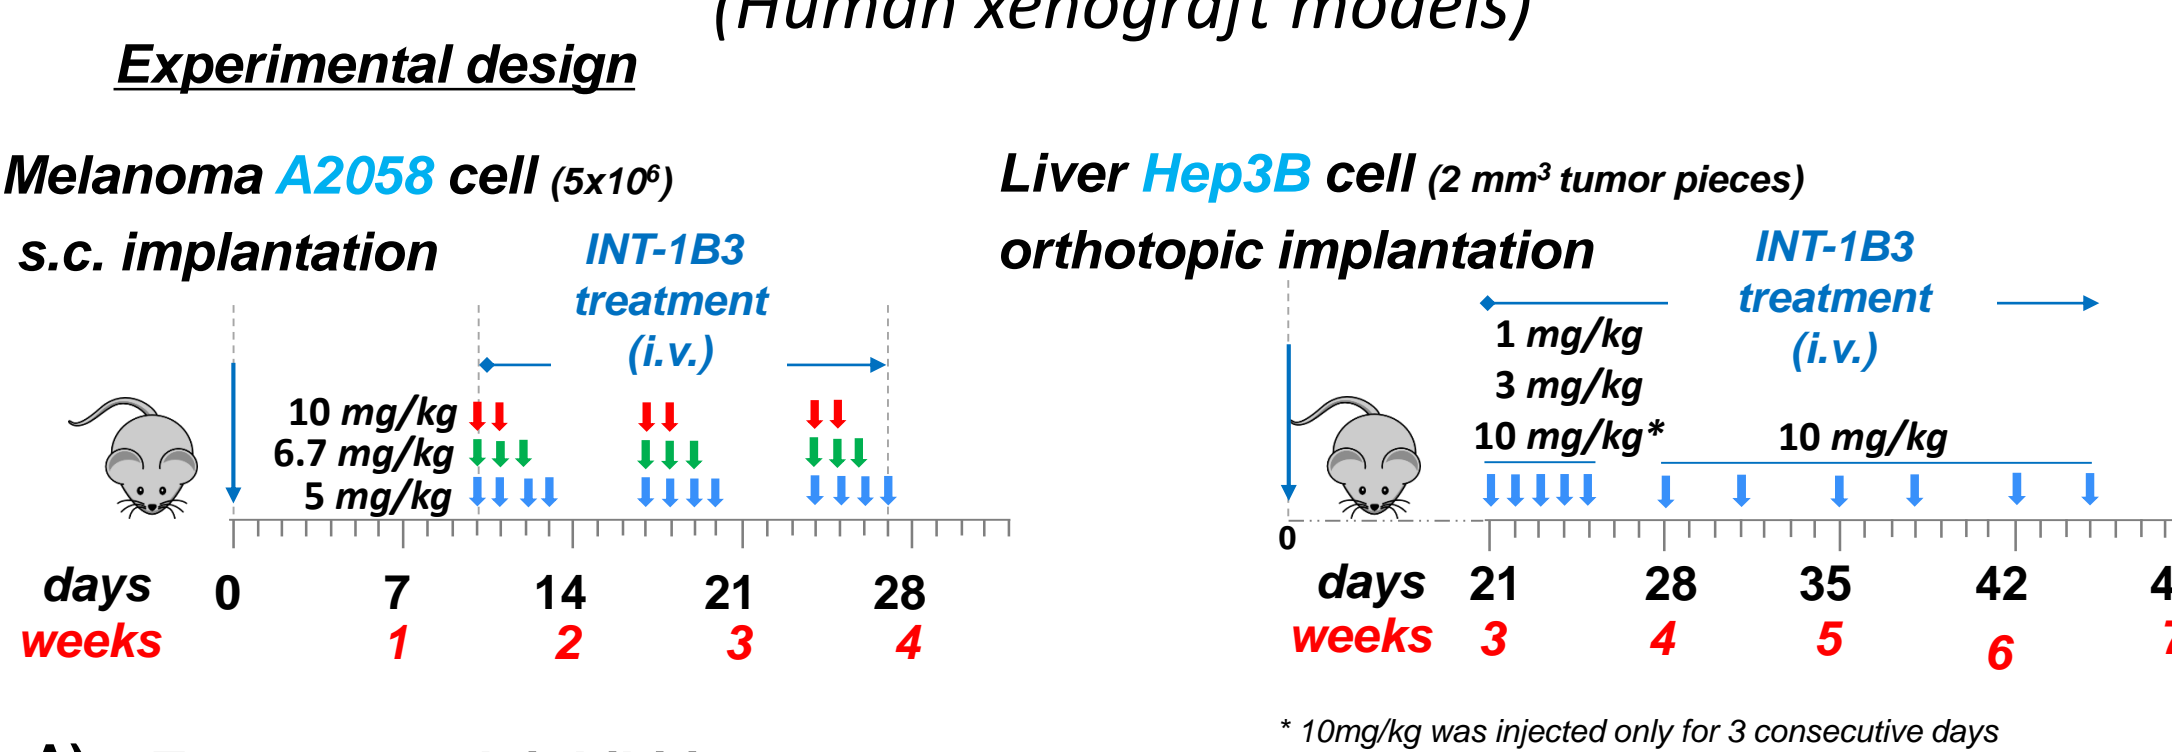 (Human xenograft models)
Experimental design
Melanoma A2058 cell (5x10⁶)
s.c. implantation
INT-1B3
treatment
(i.v.)
10 mg/kg
6.7 mg/kg
5 mg/kg
days 0 7 14 21 28
weeks 1 2 3 4
Liver Hep3B cell (2 mm³ tumor pieces)
orthotopic implantation
INT-1B3
treatment
(i.v.)
1 mg/kg
3 mg/kg
10 mg/kg*
10 mg/kg
0
days 21 28 35 42
weeks 3 4 5 6
* 10mg/kg was injected only for 3 consecutive days